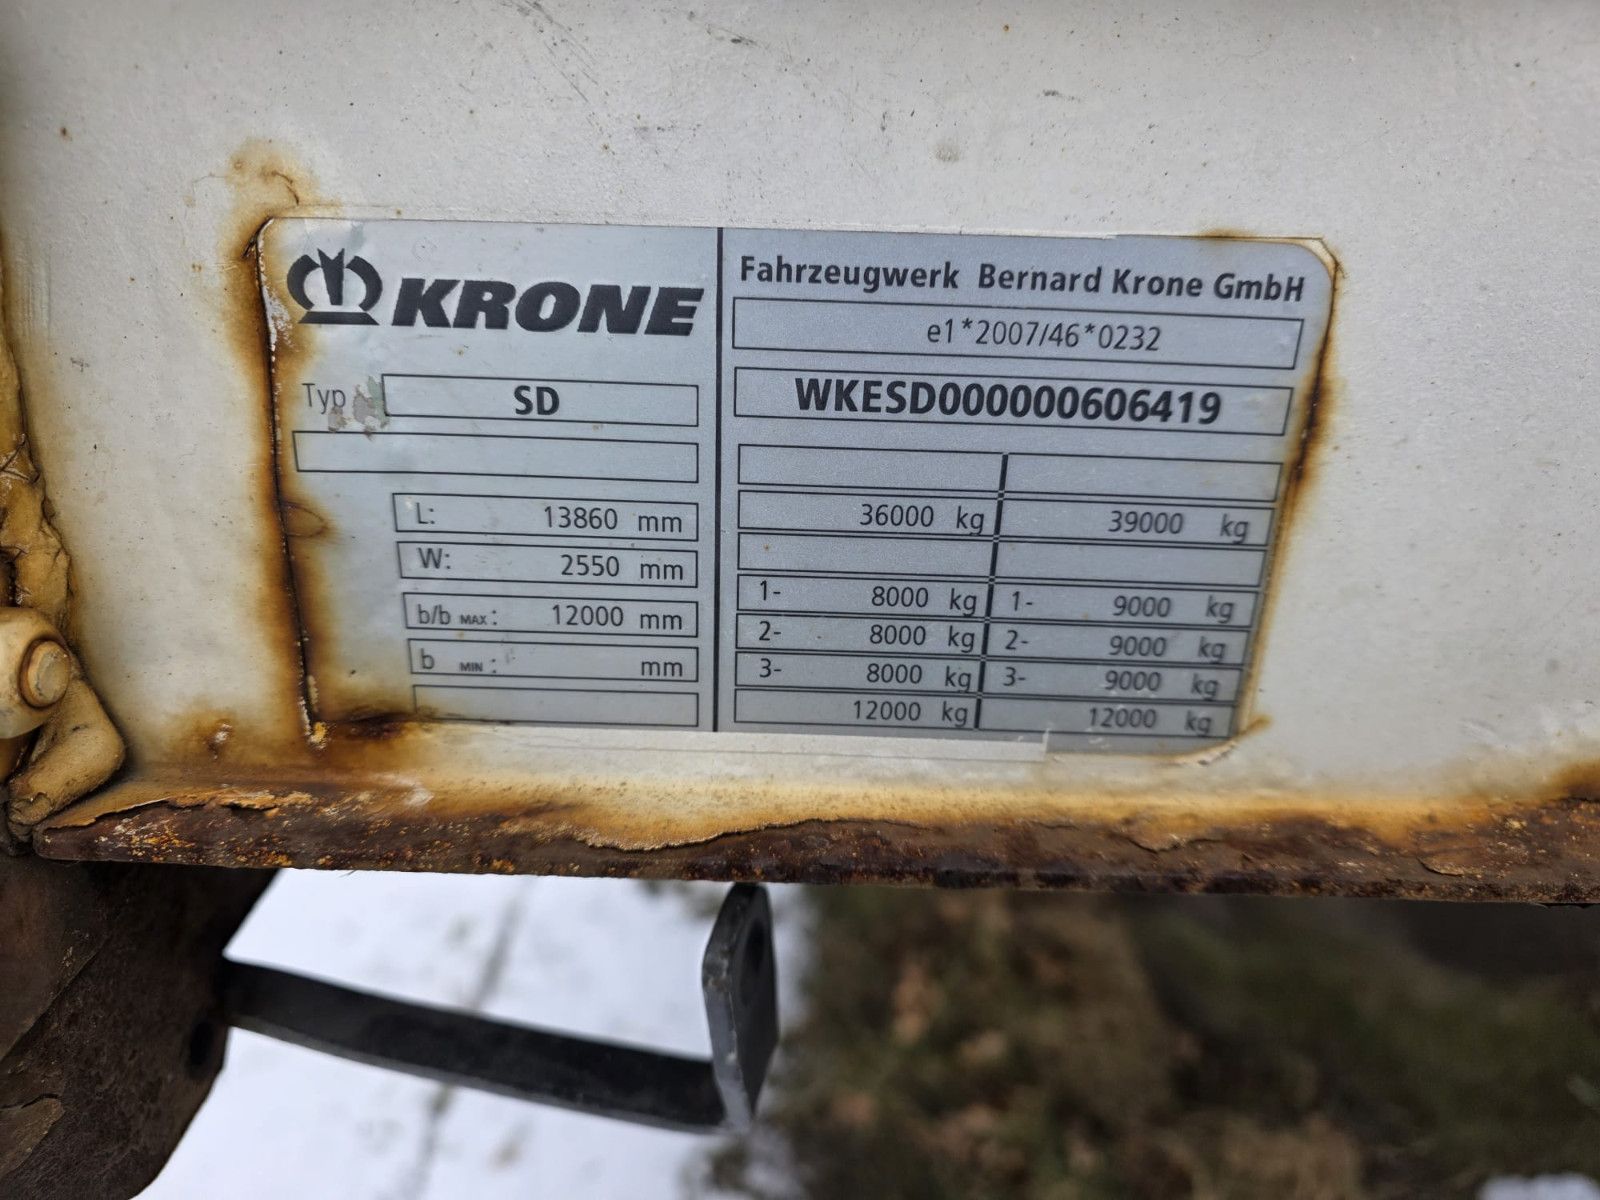 KRONE
Typ SD
L: 13860 mm
W: 2550 mm
b/b MAX: 12000 mm
b MIN: mm
Fahrzeugwerk Bernard Krone GmbH
e1*2007/46*0232
WKESD000000606419
36000 kg 39000 kg
1- 8000 kg 1- 9000 kg
2- 8000 kg 2- 9000 kg
3- 8000 kg 3- 9000 kg
12000 kg 12000 kg